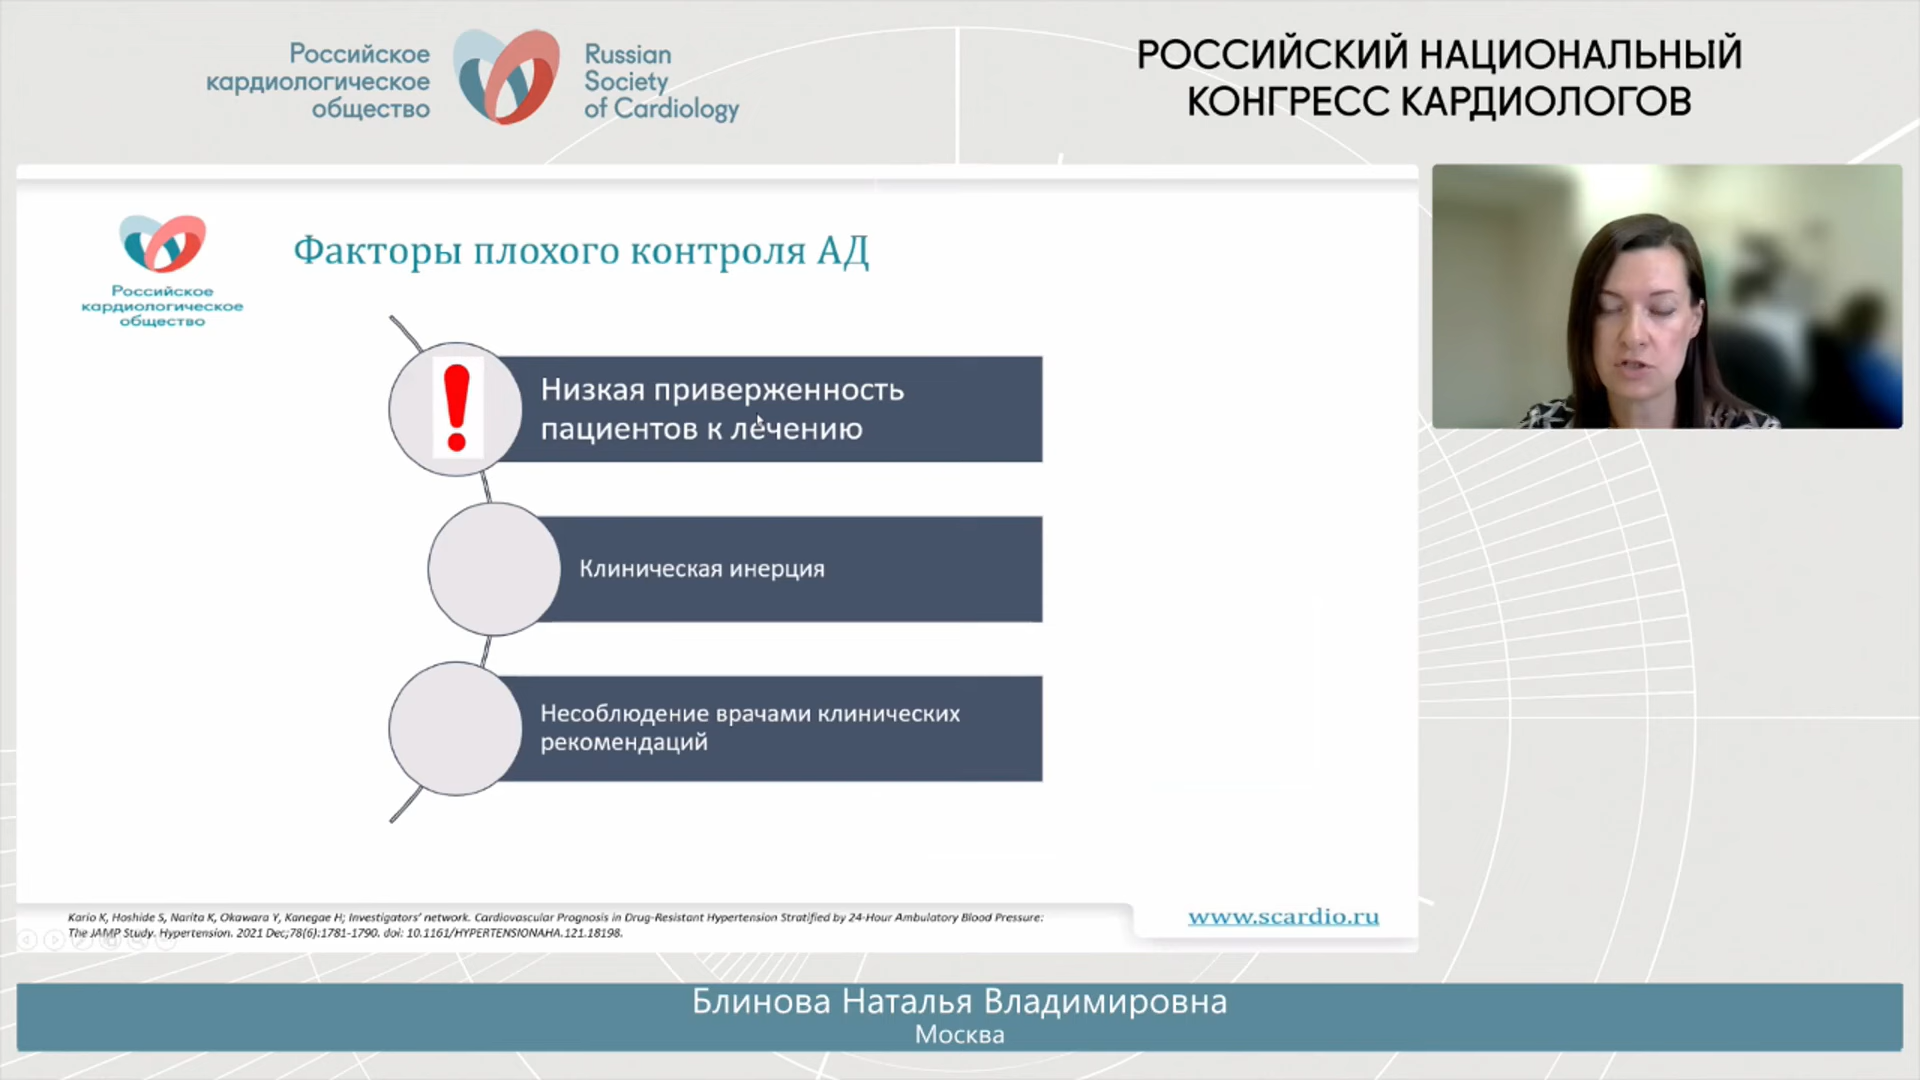 Российское
кардиологическое
общество
Russian
Society
of Cardiology
РОССИЙСКИЙ НАЦИОНАЛЬНЫЙ
КОНГРЕСС КАРДИОЛОГОВ
Российское
кардиологическое
общество
Факторы плохого контроля АД
Низкая приверженность
пациентов к лечению
Клиническая инерция
Несоблюдение врачами клинических
рекомендаций
Kario K, Hoshide S, Narita K, Okawara Y, Kanegae H; Investigators' network. Cardiovascular Prognosis in Drug-Resistant Hypertension Stratified by 24-Hour Ambulatory Blood Pressure:
The JAMP Study. Hypertension. 2021 Dec;78(6):1781-1790. doi: 10.1161/HYPERTENSIONAHA.121.18198.
www.scardio.ru
Блинова Наталья Владимировна
Москва